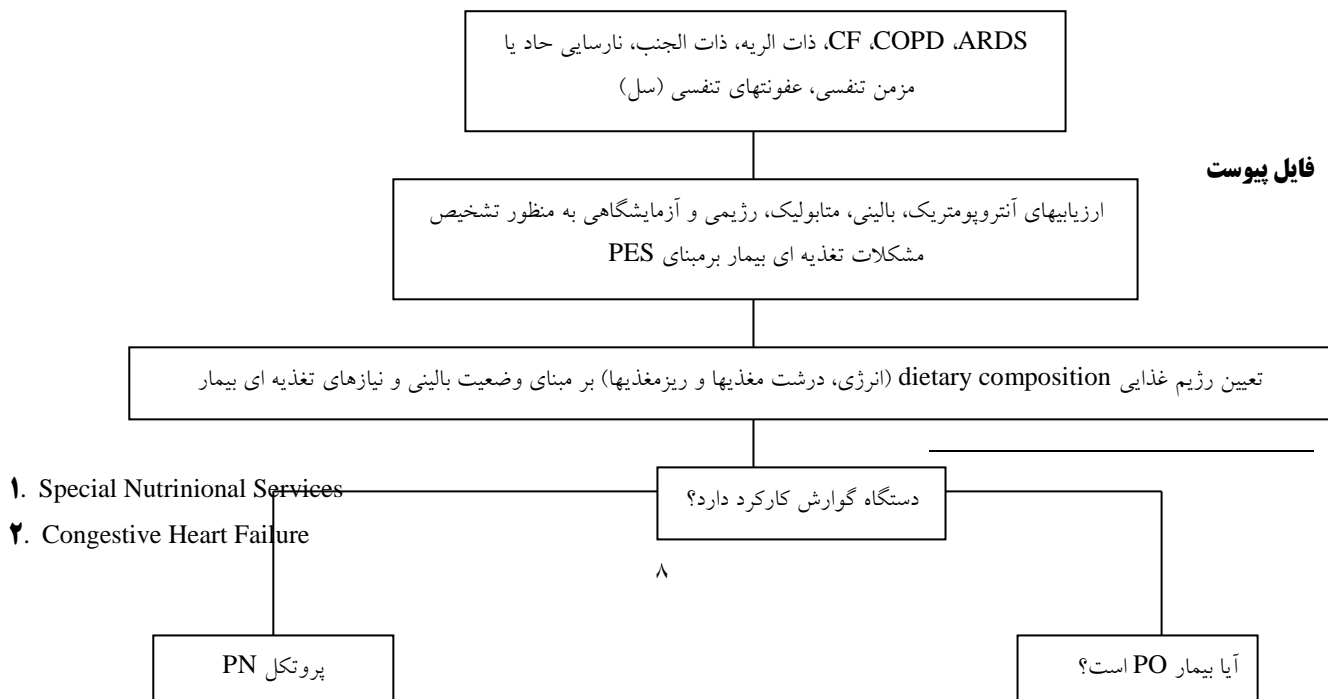 ARDS، COPD، CF، ذات الریه، ذات الجنب، نارسایی حاد یا
مزمن تنفسی، عفونتهای تنفسی (سل)
فایل پیوست
ارزیابیهای آنتروپومتریک، بالینی، متابولیک، رژیمی و آزمایشگاهی به منظور تشخیص
مشکلات تغذیه ای بیمار برمبنای PES
تعیین رژیم غذایی dietary composition (انرژی، درشت مغذیها و ریزمغذیها) بر مبنای وضعیت بالینی و نیازهای تغذیه ای بیمار
دستگاه گوارش کارکرد دارد؟
۱. Special Nutrinional Services
۲. Congestive Heart Failure
۸
آیا بیمار PO است؟
پروتکل PN